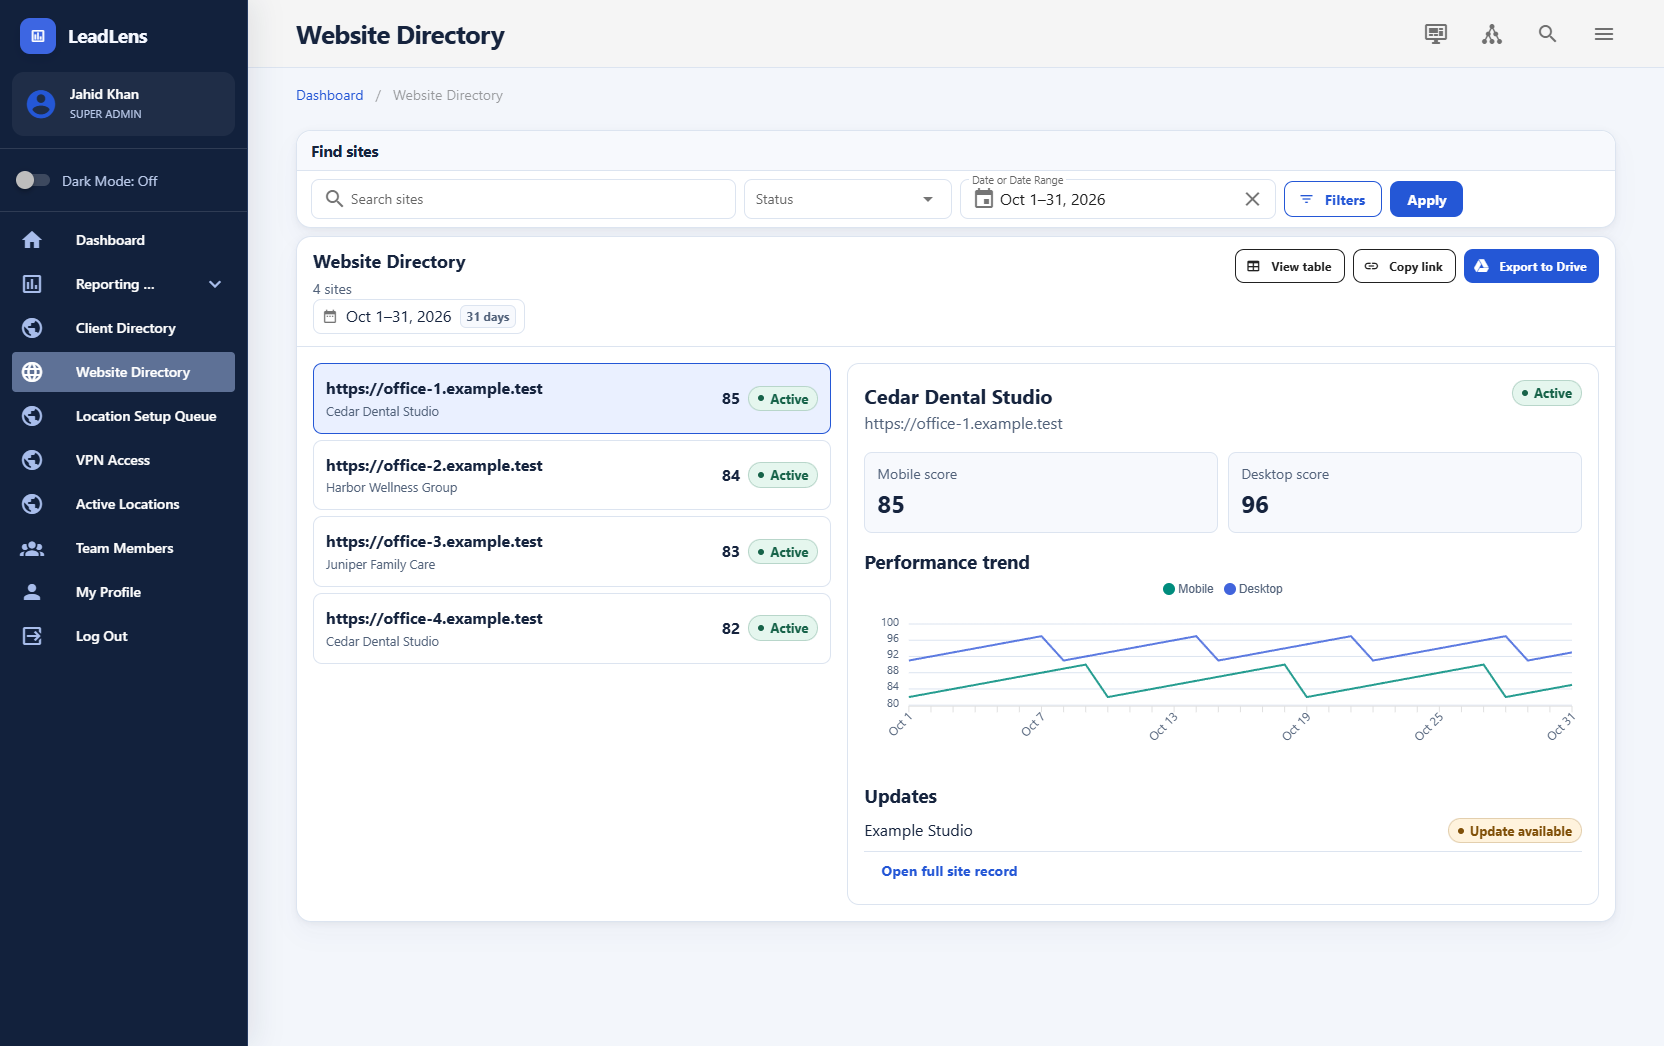 LeadLens
Jahid Khan
SUPER ADMIN
Dark Mode: Off
Dashboard
Reporting ...
Client Directory
Website Directory
Location Setup Queue
VPN Access
Active Locations
Team Members
My Profile
Log Out
Website Directory
Dashboard / Website Directory
Find sites
Search sites
Status
Date or Date Range
Oct 1–31, 2026
Filters
Apply
Website Directory
4 sites
Oct 1–31, 2026 31 days
View table
Copy link
Export to Drive
https://office-1.example.test
Cedar Dental Studio
85 Active
https://office-2.example.test
Harbor Wellness Group
84 Active
https://office-3.example.test
Juniper Family Care
83 Active
https://office-4.example.test
Cedar Dental Studio
82 Active
Cedar Dental Studio
Active
https://office-1.example.test
Mobile score
85
Desktop score
96
Performance trend
Mobile Desktop
100
96
92
88
84
80
Oct 1 Oct 7 Oct 13 Oct 19 Oct 25 Oct 31
Updates
Example Studio
Update available
Open full site record